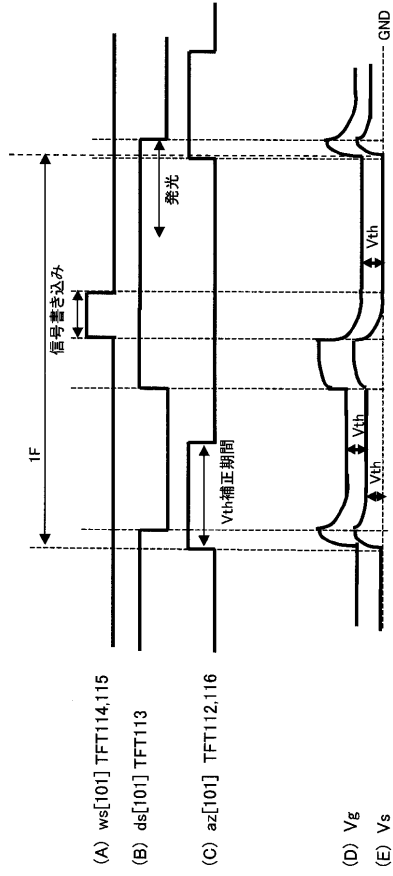 1F
信号書き込み
(A) ws[101] TFT114,115
(B) ds[101] TFT113
発光
(C) az[101] TFT112,116
Vth補正期間
(D) Vg
Vth
Vth
Vth
(E) Vs
GND